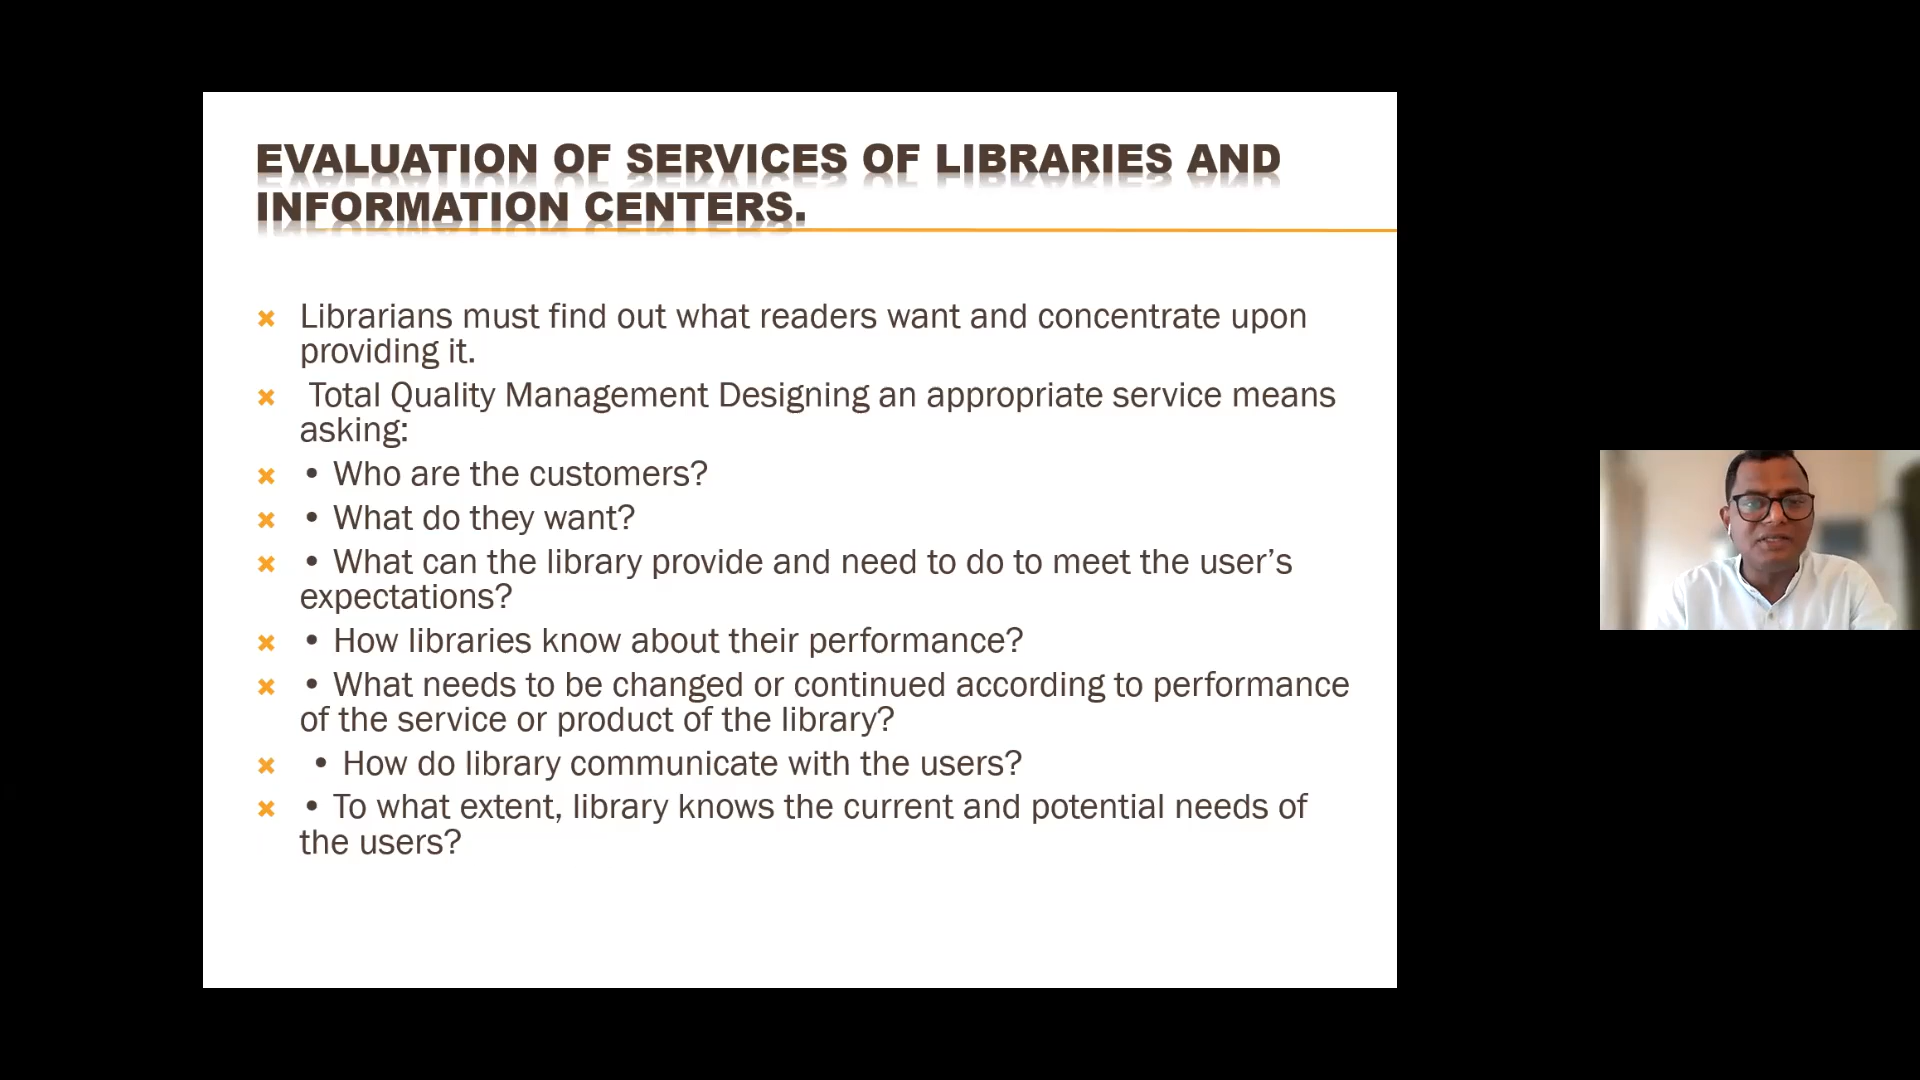 EVALUATION OF SERVICES OF LIBRARIES AND
INFORMATION CENTERS.
Librarians must find out what readers want and concentrate upon
providing it.
Total Quality Management Designing an appropriate service means
asking:
• Who are the customers?
• What do they want?
• What can the library provide and need to do to meet the user’s
expectations?
• How libraries know about their performance?
• What needs to be changed or continued according to performance
of the service or product of the library?
• How do library communicate with the users?
• To what extent, library knows the current and potential needs of
the users?